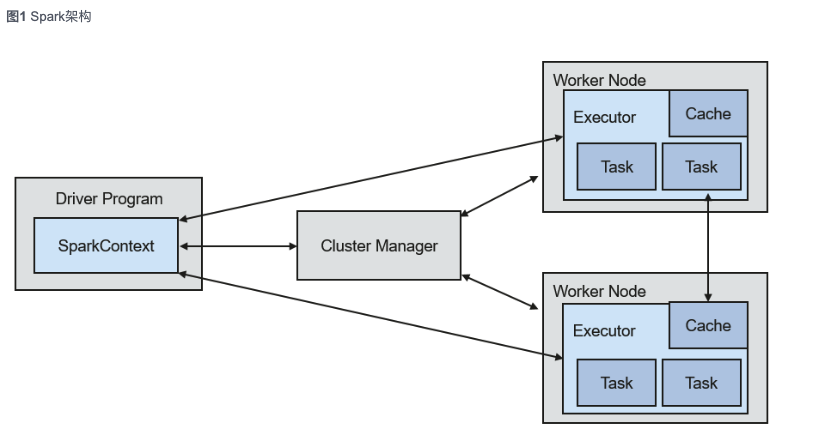 图1 Spark架构
Worker Node
Executor
Cache
Task
Task
Driver Program
SparkContext
Cluster Manager
Worker Node
Executor
Cache
Task
Task